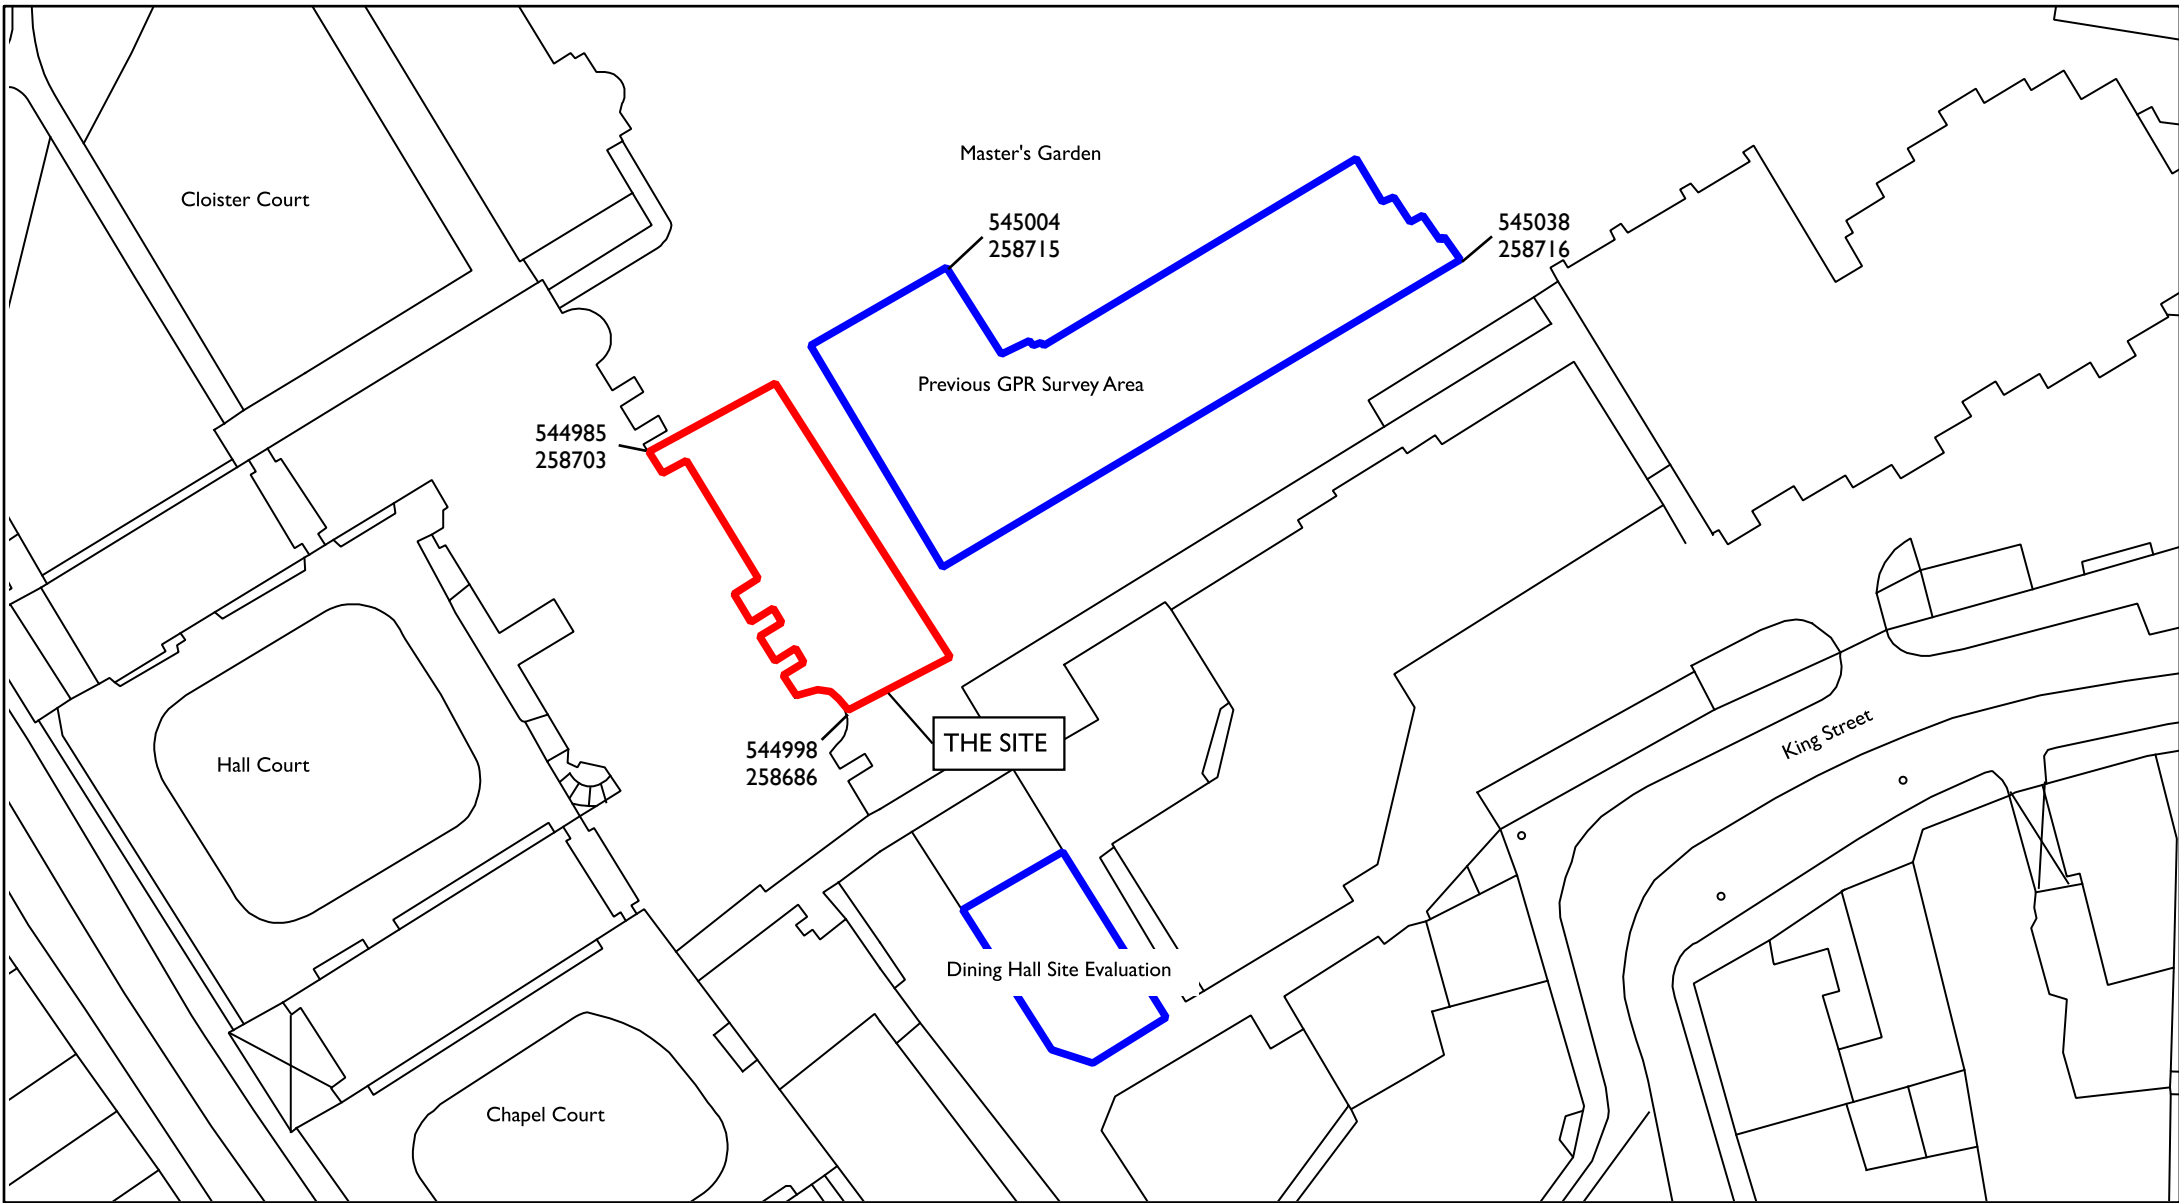 Master's Garden
Cloister Court
545004
258715
545038
258716
Previous GPR Survey Area
544985
258703
King Street
THE SITE
544998
258686
Hall Court
Dining Hall Site Evaluation
Chapel Court